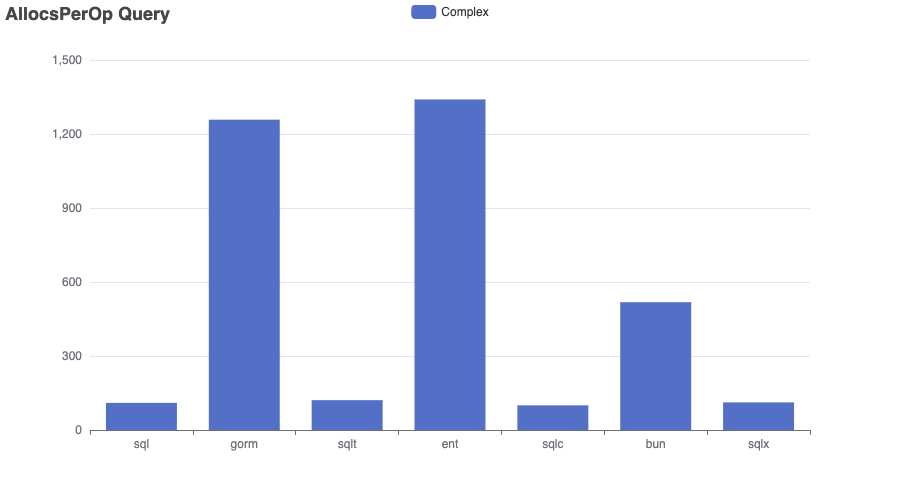 AllocsPerOp Query
Complex
1,500
1,200
900
600
300
0
sql gorm sqlt ent sqlc bun sqlx